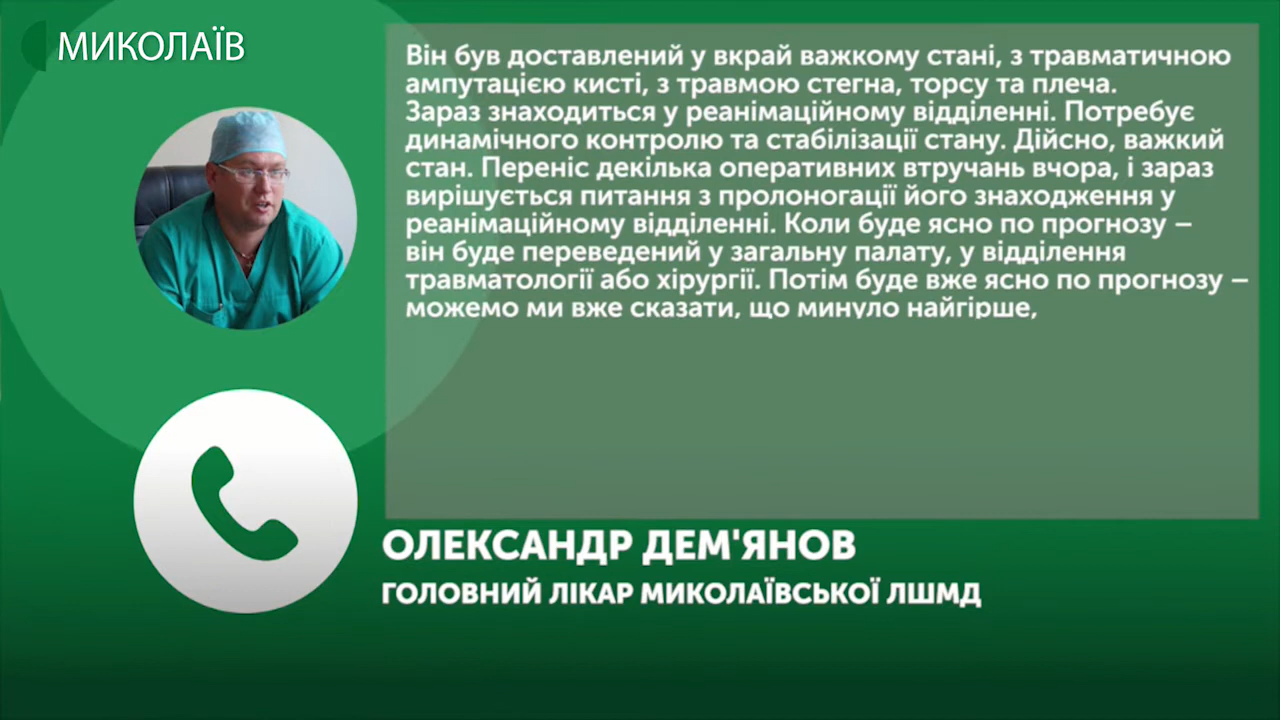 МИКОЛАЇВ
Він був доставлений у вкрай важкому стані, з травматичною
ампутацією кисті, з травмою стегна, торсу та плеча.
Зараз знаходиться у реанімаційному відділенні. Потребує
динамічного контролю та стабілізації стану. Дійсно, важкий
стан. Переніс декілька оперативних втручань вчора, і зараз
вирішується питання з пролоногації його знаходження у
реанімаційному відділенні. Коли буде ясно по прогнозу –
він буде переведений у загальну палату, у відділення
травматології або хірургії. Потім буде вже ясно по прогнозу –
можемо ми вже сказати, що минуло найгірше,
ОЛЕКСАНДР ДЕМ'ЯНОВ
ГОЛОВНИЙ ЛІКАР МИКОЛАЇВСЬКОЇ ЛШМД